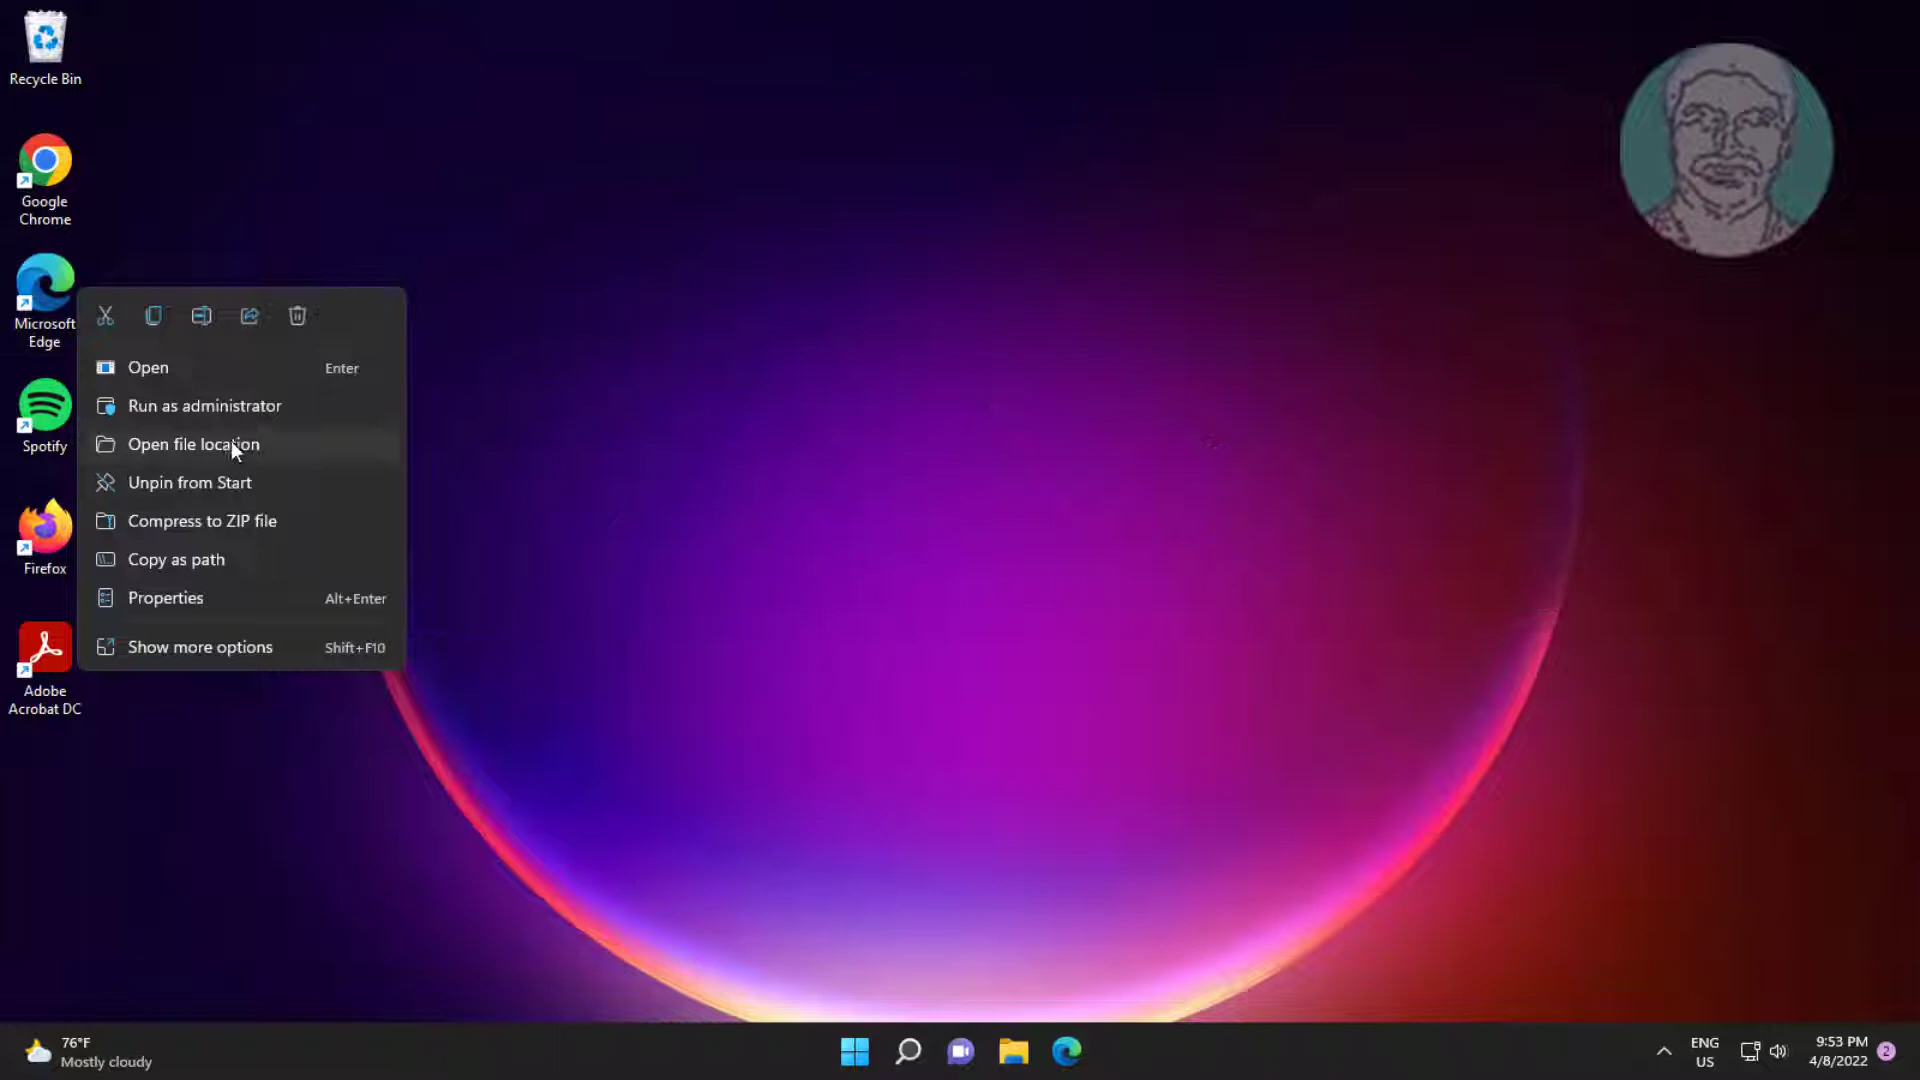 Recycle Bin
Google
Chrome
Microsoft
Edge
Spotify
Firefox
Adobe
Acrobat DC
Open Enter
Run as administrator
Open file location
Unpin from Start
Compress to ZIP file
Copy as path
Properties Alt+Enter
Show more options Shift+F10
76°F
Mostly cloudy
ENG
US
9:53 PM
4/8/2022
2